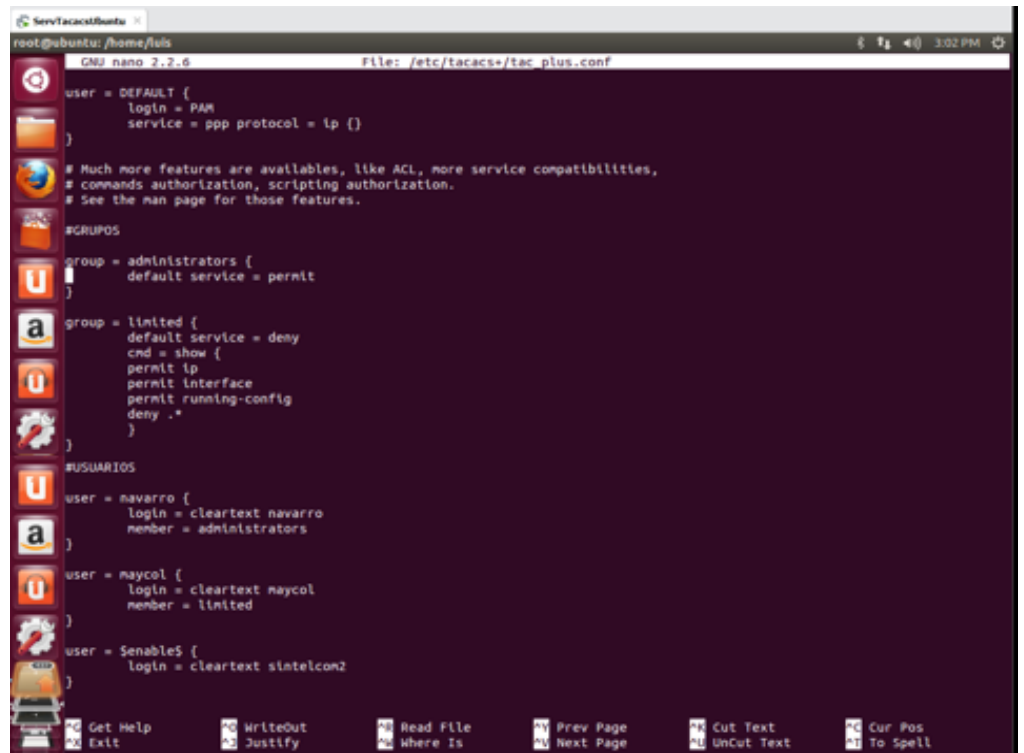 ServTacacsUbuntu ×
root@ubuntu: /home/luis
3:02 PM
GNU nano 2.2.6 File: /etc/tacacs+/tac_plus.conf
user = DEFAULT {
login = PAM
service = ppp protocol = ip {}
}
# Much more features are availables, like ACL, more service compatibilities,
# commands authorization, scripting authorization.
# See the man page for those features.
#GRUPOS
group = administrators {
default service = permit
}
group = limited {
default service = deny
cmd = show {
permit ip
permit interface
permit running-config
deny .*
}
}
#USUARIOS
user = navarro {
login = cleartext navarro
member = administrators
}
user = maycol {
login = cleartext maycol
member = limited
}
user = $enable$ {
login = cleartext sintelcom2
}
^G Get Help ^O WriteOut ^R Read File ^Y Prev Page ^K Cut Text ^C Cur Pos
^X Exit ^J Justify ^W Where Is ^V Next Page ^U UnCut Text ^T To Spell